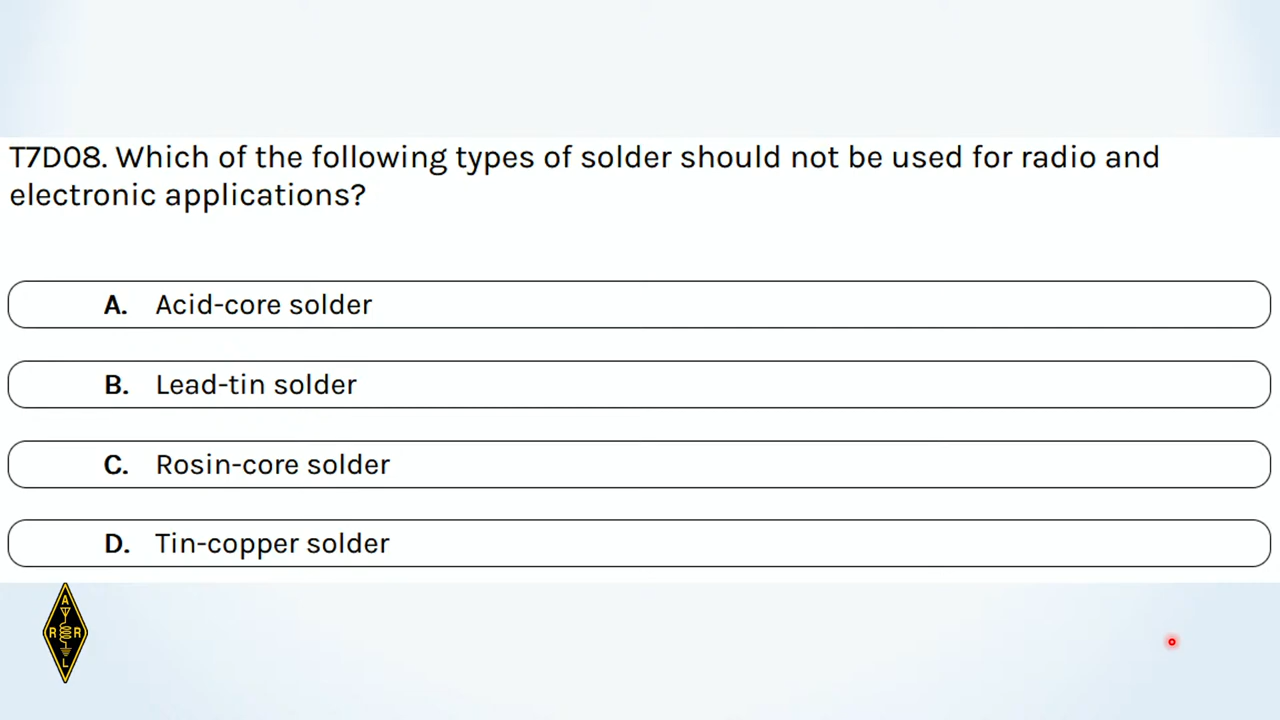 T7D08. Which of the following types of solder should not be used for radio and
electronic applications?
A. Acid-core solder
B. Lead-tin solder
C. Rosin-core solder
D. Tin-copper solder
A
R R
L